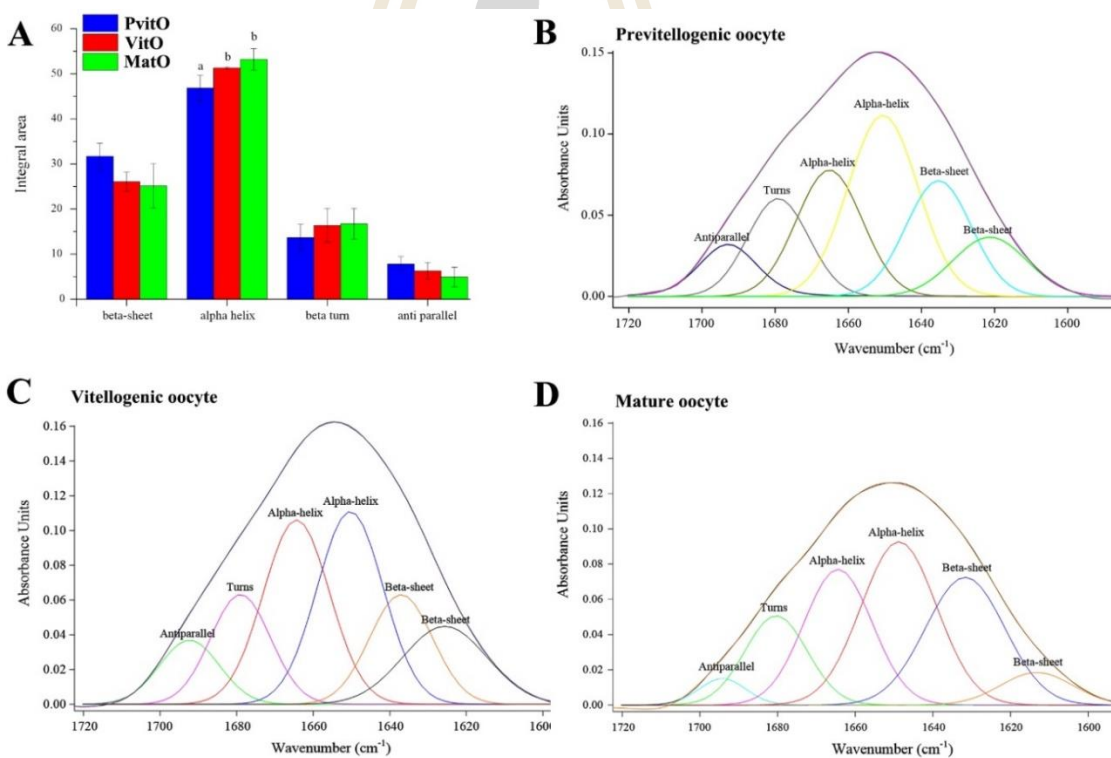 A
PvitO
VitO
MatO
60
50
40
30
20
10
0
Integral area
a
b
b
beta-sheet
alpha helix
beta turn
anti parallel
B
Previtellogenic oocyte
0.15
0.10
0.05
0.00
Absorbance Units
Antiparallel
Turns
Alpha-helix
Alpha-helix
Beta-sheet
Beta-sheet
1720 1700 1680 1660 1640 1620 1600
Wavenumber (cm⁻¹)
C
Vitellogenic oocyte
0.16
0.14
0.12
0.10
0.08
0.06
0.04
0.02
0.00
Absorbance Units
Antiparallel
Turns
Alpha-helix
Alpha-helix
Beta-sheet
Beta-sheet
1720 1700 1680 1660 1640 1620 160
Wavenumber (cm⁻¹)
D
Mature oocyte
0.16
0.14
0.12
0.10
0.08
0.06
0.04
0.02
0.00
Absorbance Units
Antiparallel
Turns
Alpha-helix
Alpha-helix
Beta-sheet
Beta-sheet
1720 1700 1680 1660 1640 1620 1600
Wavenumber (cm⁻¹)